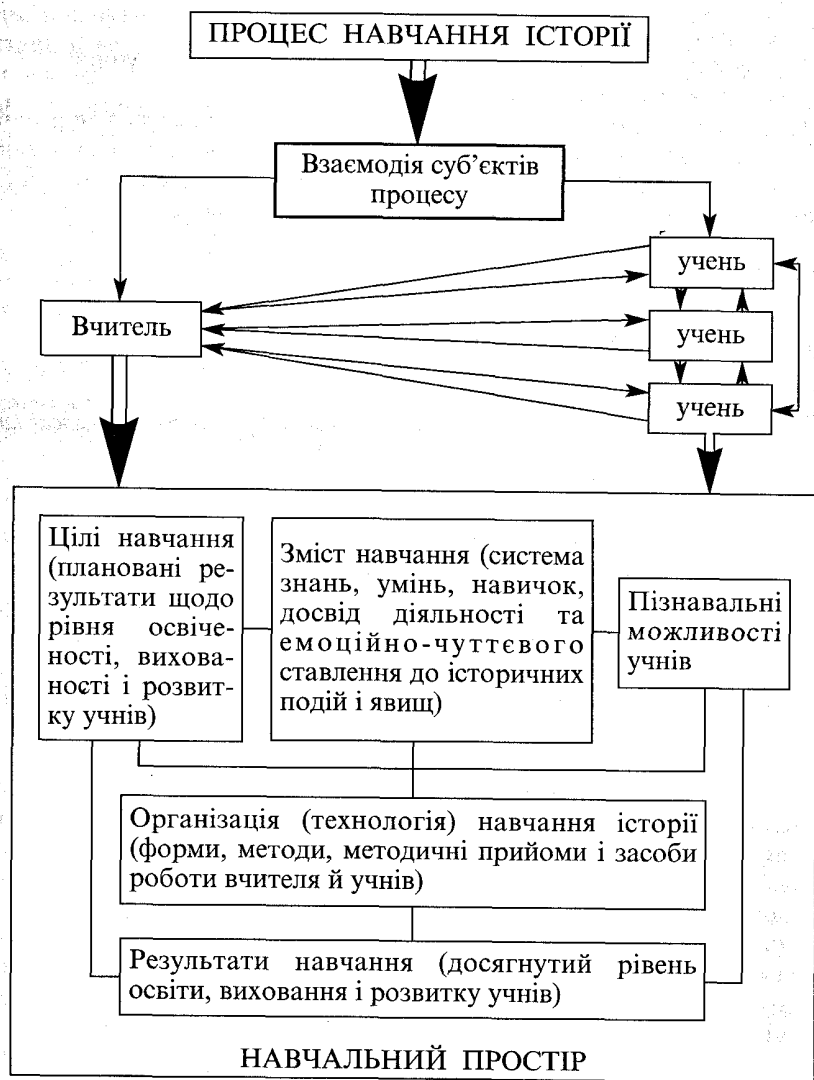 ПРОЦЕС НАВЧАННЯ ІСТОРІЇ
Взаємодія суб’єктів
процесу
учень
Вчитель
учень
учень
Цілі навчання
(плановані ре-
зультати щодо
рівня освіче-
ності, вихова-
ності і розвит-
ку учнів)
Зміст навчання (система
знань, умінь, навичок,
досвід діяльності та
емоційно-чуттєвого
ставлення до історичних
подій і явищ)
Пізнавальні
можливості
учнів
Організація (технологія) навчання історії
(форми, методи, методичні прийоми і засоби
роботи вчителя й учнів)
Результати навчання (досягнутий рівень
освіти, виховання і розвитку учнів)
НАВЧАЛЬНИЙ ПРОСТІР